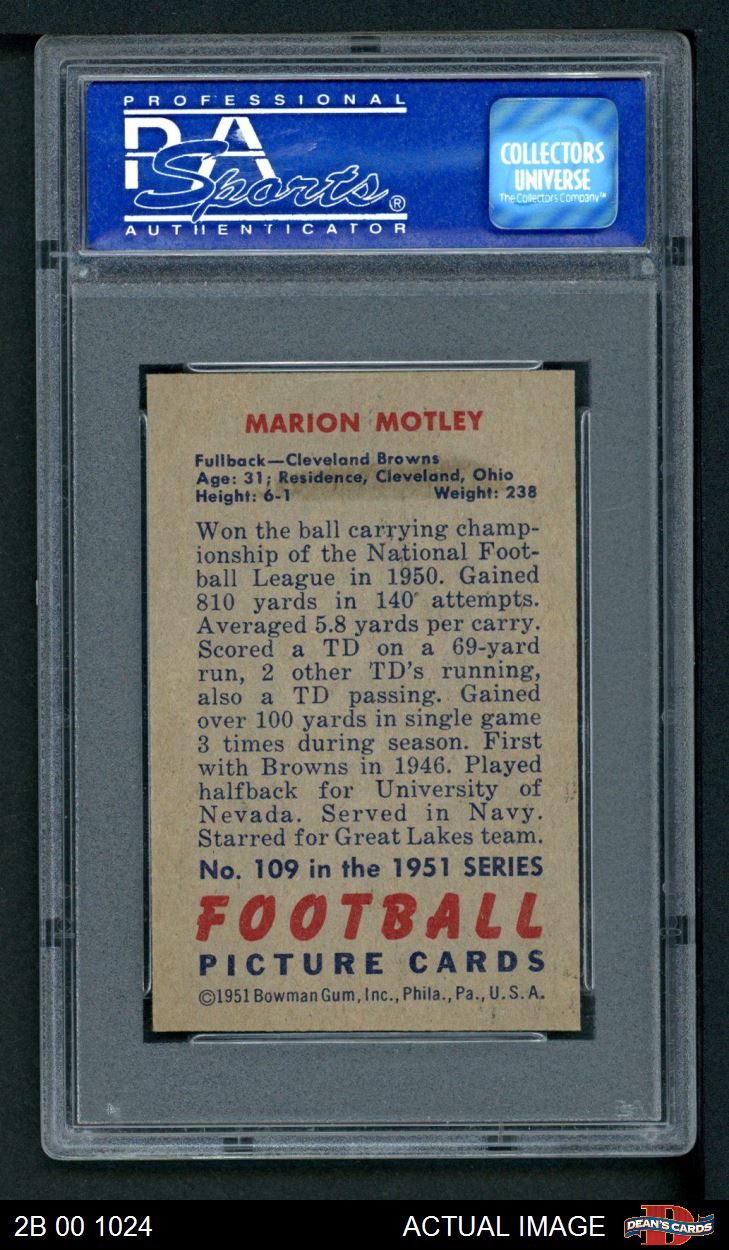 PROFESSIONAL
PSA
Sports®
AUTHENTICATOR
COLLECTORS
UNIVERSE
The Collectors Company™
MARION MOTLEY
Fullback—Cleveland Browns
Age: 31; Residence, Cleveland, Ohio
Height: 6-1 Weight: 238
Won the ball carrying champ-
ionship of the National Foot-
ball League in 1950. Gained
810 yards in 140 attempts.
Averaged 5.8 yards per carry.
Scored a TD on a 69-yard
run, 2 other TD's running,
also a TD passing. Gained
over 100 yards in single game
3 times during season. First
with Browns in 1946. Played
halfback for University of
Nevada. Served in Navy.
Starred for Great Lakes team.
No. 109 in the 1951 SERIES
FOOTBALL
PICTURE CARDS
©1951 Bowman Gum, Inc., Phila., Pa., U.S.A.
2B 00 1024 ACTUAL IMAGE DEAN'S CARDS